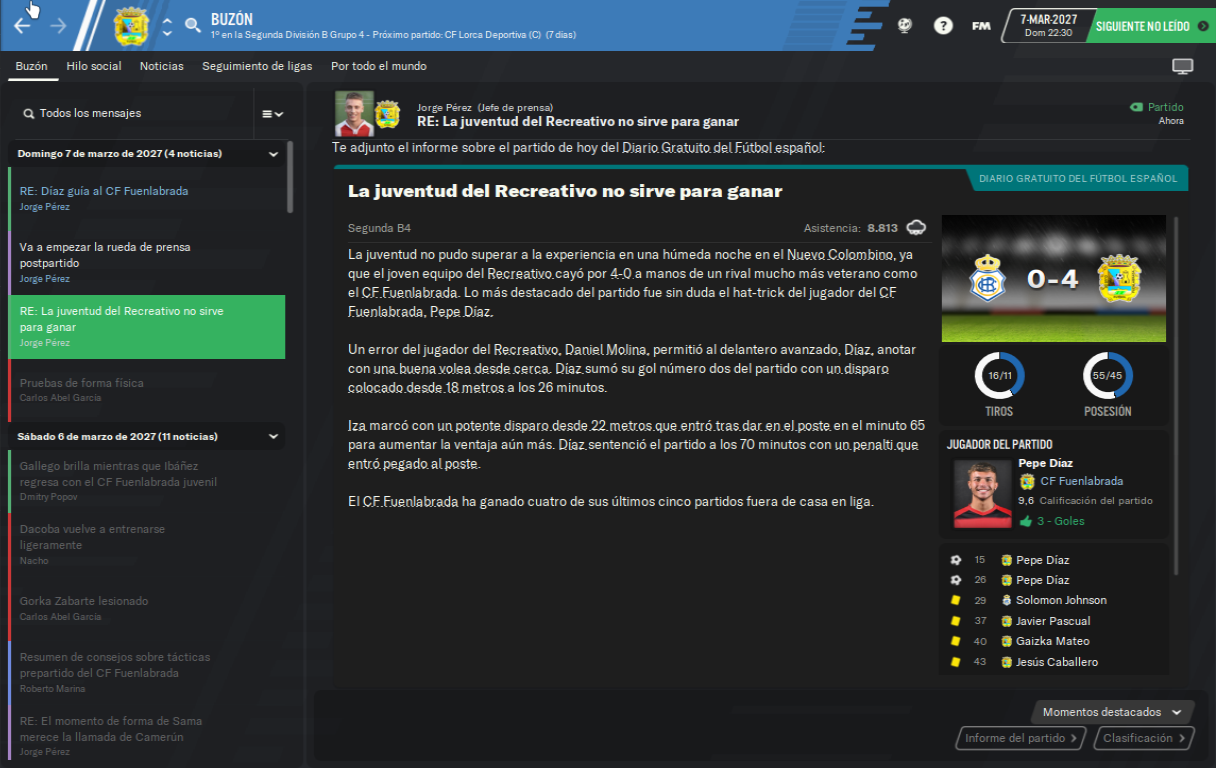 BUZÓN
1º en la Segunda División B Grupo 4 - Próximo partido: CF Lorca Deportiva (C) (7 días)
?
FM
7-MAR-2027
Dom 22:30
SIGUIENTE NO LEÍDO
Buzón Hilo social Noticias Seguimiento de ligas Por todo el mundo
Todos los mensajes
Domingo 7 de marzo de 2027 (4 noticias)
RE: Díaz guía al CF Fuenlabrada
Jorge Pérez
Va a empezar la rueda de prensa
postpartido
Jorge Pérez
RE: La juventud del Recreativo no sirve
para ganar
Jorge Pérez
Pruebas de forma física
Carlos Abel García
Sábado 6 de marzo de 2027 (11 noticias)
Gallego brilla mientras que Ibáñez
regresa con el CF Fuenlabrada juvenil
Dmitry Popov
Dacoba vuelve a entrenarse
ligeramente
Nacho
Gorka Zabarte lesionado
Carlos Abel García
Resumen de consejos sobre tácticas
prepartido del CF Fuenlabrada
Roberto Marina
RE: El momento de forma de Sama
merece la llamada de Camerún
Jorge Pérez
Jorge Pérez (Jefe de prensa)
RE: La juventud del Recreativo no sirve para ganar
Partido
Ahora
Te adjunto el informe sobre el partido de hoy del Diario Gratuito del Fútbol español:
DIARIO GRATUITO DEL FÚTBOL ESPAÑOL
La juventud del Recreativo no sirve para ganar
Segunda B4
Asistencia: 8.813
La juventud no pudo superar a la experiencia en una húmeda noche en el Nuevo Colombino, ya
que el joven equipo del Recreativo cayó por 4-0 a manos de un rival mucho más veterano como
el CF Fuenlabrada. Lo más destacado del partido fue sin duda el hat-trick del jugador del CF
Fuenlabrada, Pepe Díaz.
Un error del jugador del Recreativo, Daniel Molina, permitió al delantero avanzado, Díaz, anotar
con una buena volea desde cerca. Díaz sumó su gol número dos del partido con un disparo
colocado desde 18 metros a los 26 minutos.
Iza marcó con un potente disparo desde 22 metros que entró tras dar en el poste en el minuto 65
para aumentar la ventaja aún más. Díaz sentenció el partido a los 70 minutos con un penalti que
entró pegado al poste.
El CF Fuenlabrada ha ganado cuatro de sus últimos cinco partidos fuera de casa en liga.
0-4
16/11
55/45
TIROS
POSESIÓN
JUGADOR DEL PARTIDO
Pepe Díaz
CF Fuenlabrada
9,6 Calificación del partido
3 - Goles
15 Pepe Díaz
26 Pepe Díaz
29 Solomon Johnson
37 Javier Pascual
40 Gaizka Mateo
43 Jesús Caballero
Momentos destacados
Informe del partido
Clasificación